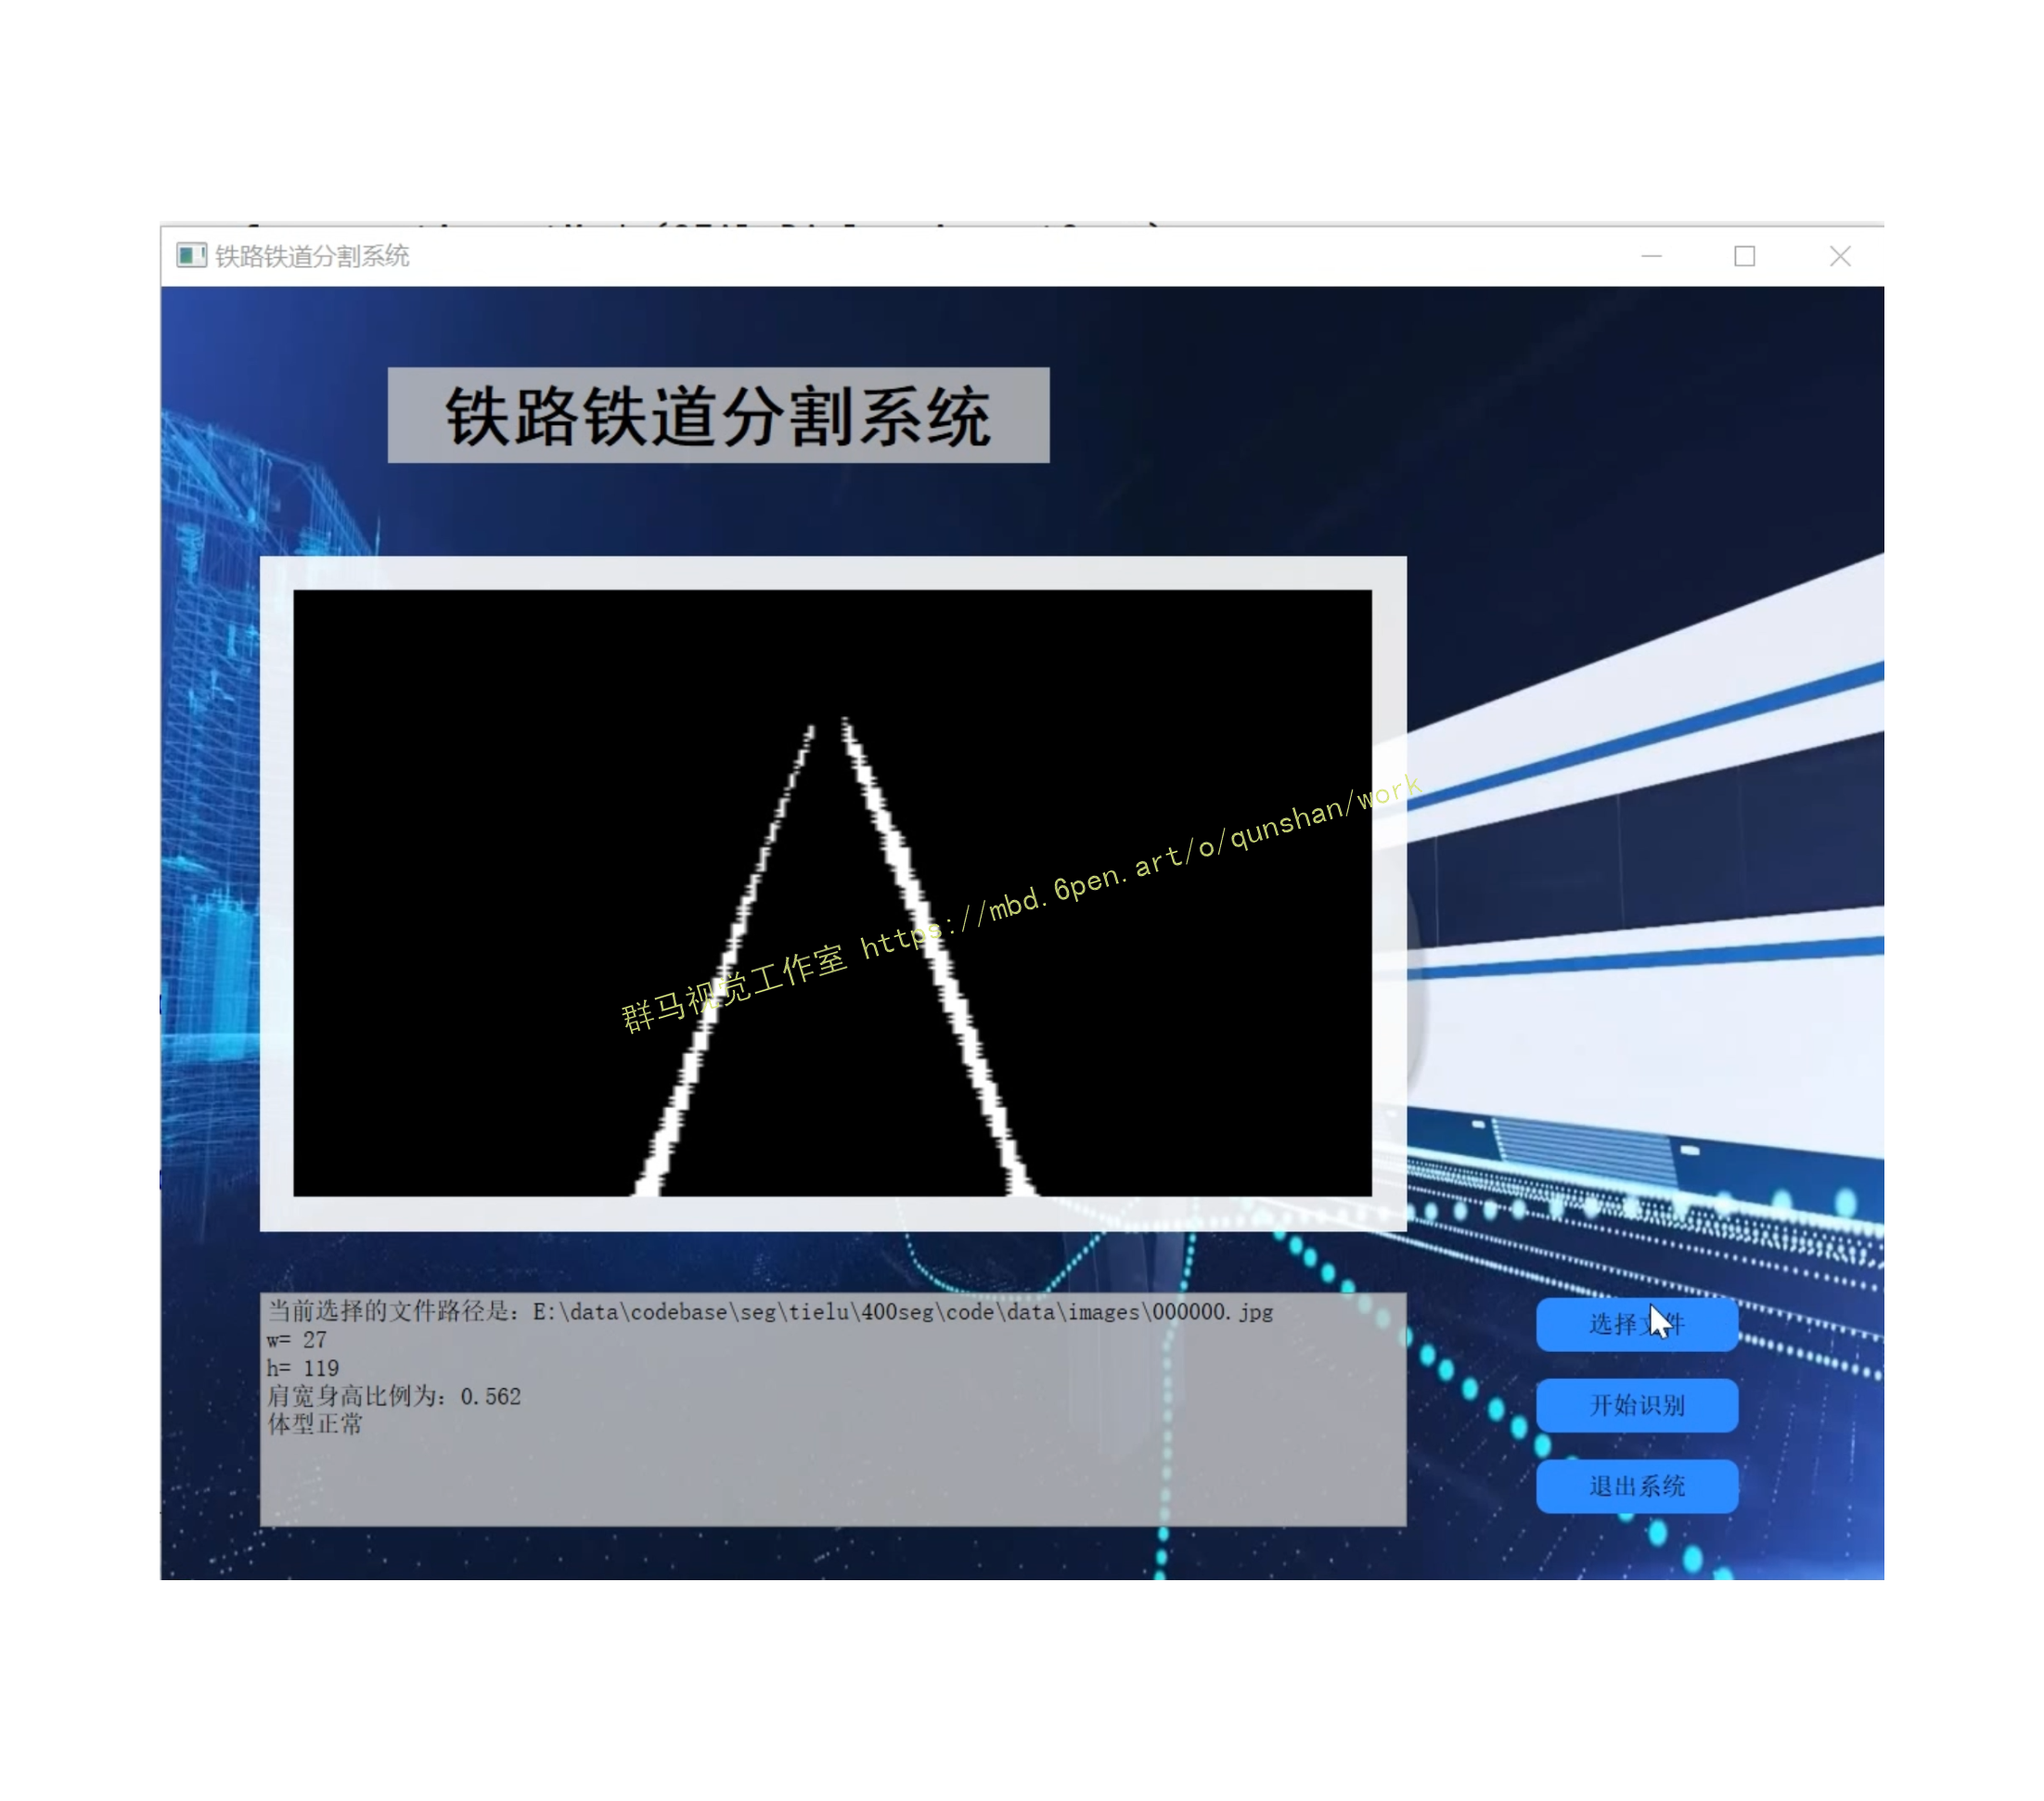 铁路铁道分割系统
铁路铁道分割系统
群马视觉工作室 https://mbd.6pen.art/o/qunshan/work
当前选择的文件路径是：E:\data\codebase\seg\tielu\400seg\code\data\images\000000.jpg
w= 27
h= 119
肩宽身高比例为：0.562
体型正常
选择文件
开始识别
退出系统